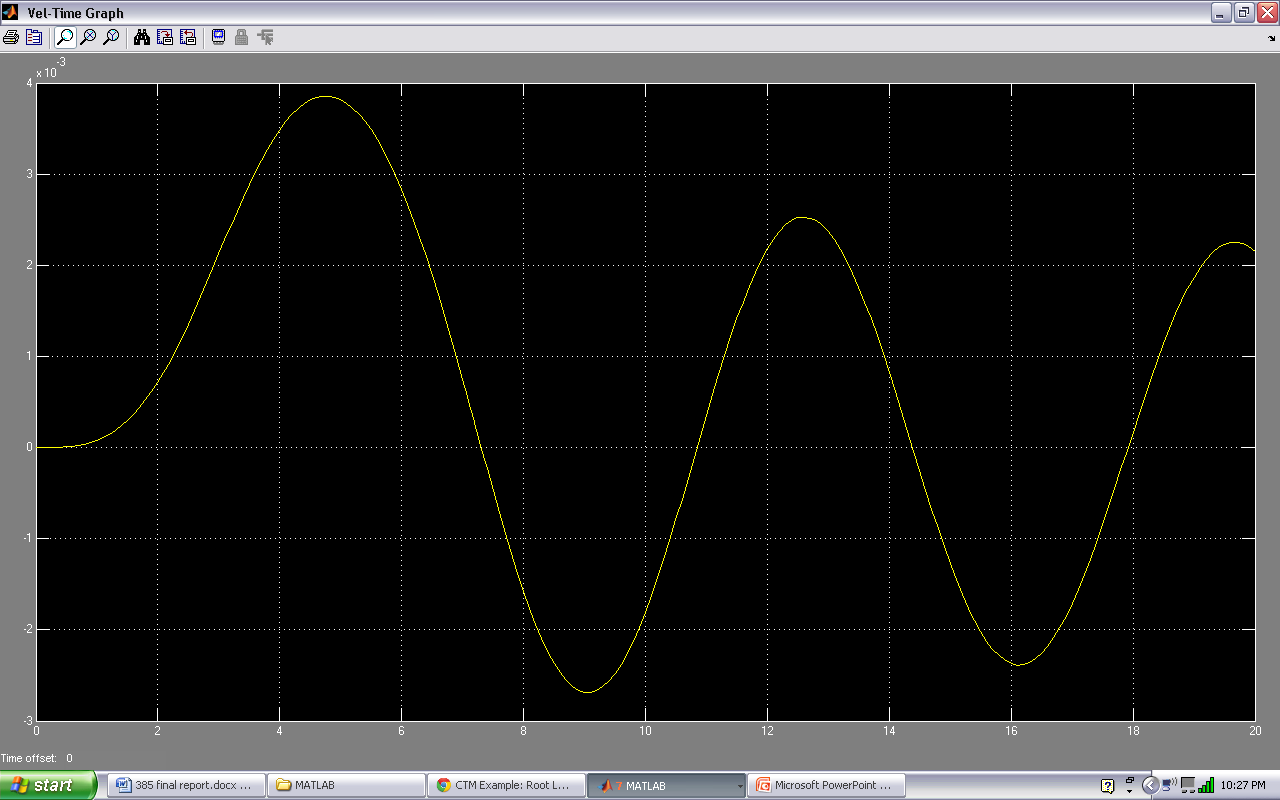 Vel-Time Graph
× 10
-3
4
3
2
1
0
-1
-2
-3
0 2 4 6 8 10 12 14 16 18 20
Time offset: 0
start 385 final report.docx ... MATLAB CTM Example: Root L... 7 MATLAB Microsoft PowerPoint ... ? 10:27 PM